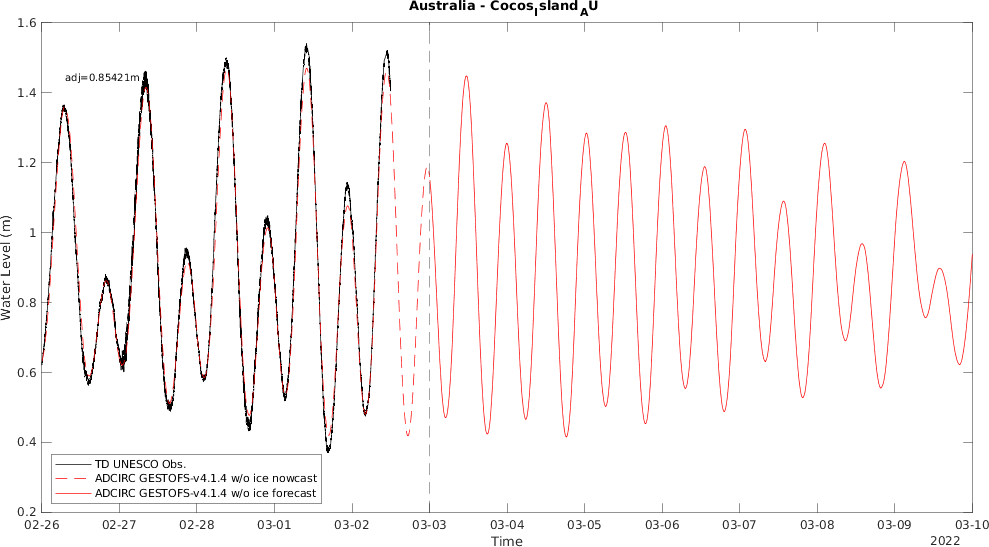 Australia - Cocos_Island_AU
1.6
1.4
1.2
1
0.8
0.6
0.4
0.2
Water Level (m)
adj=0.85421m
TD UNESCO Obs.
ADCIRC GESTOFS-v4.1.4 w/o ice nowcast
ADCIRC GESTOFS-v4.1.4 w/o ice forecast
02-26 02-27 02-28 03-01 03-02 03-03 03-04 03-05 03-06 03-07 03-08 03-09 03-10
Time
2022